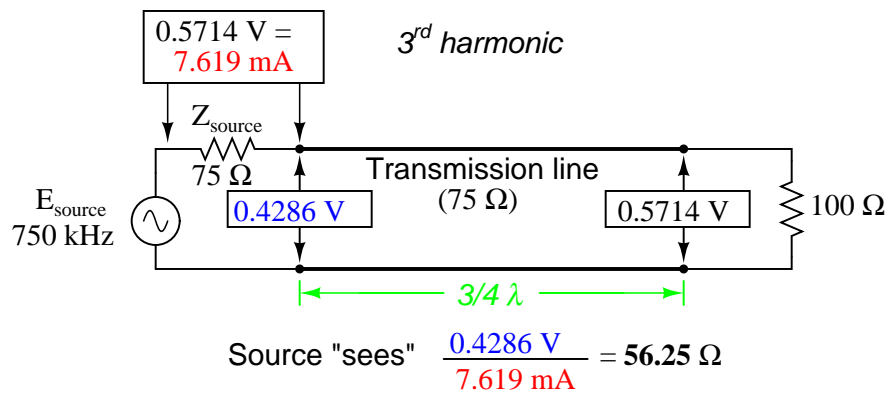 0.5714 V =
7.619 mA
3rd harmonic
Zsource
75 Ω
Esource
750 kHz
Transmission line
(75 Ω)
0.4286 V
0.5714 V
100 Ω
3/4 λ
Source "sees" 0.4286 V / 7.619 mA = 56.25 Ω